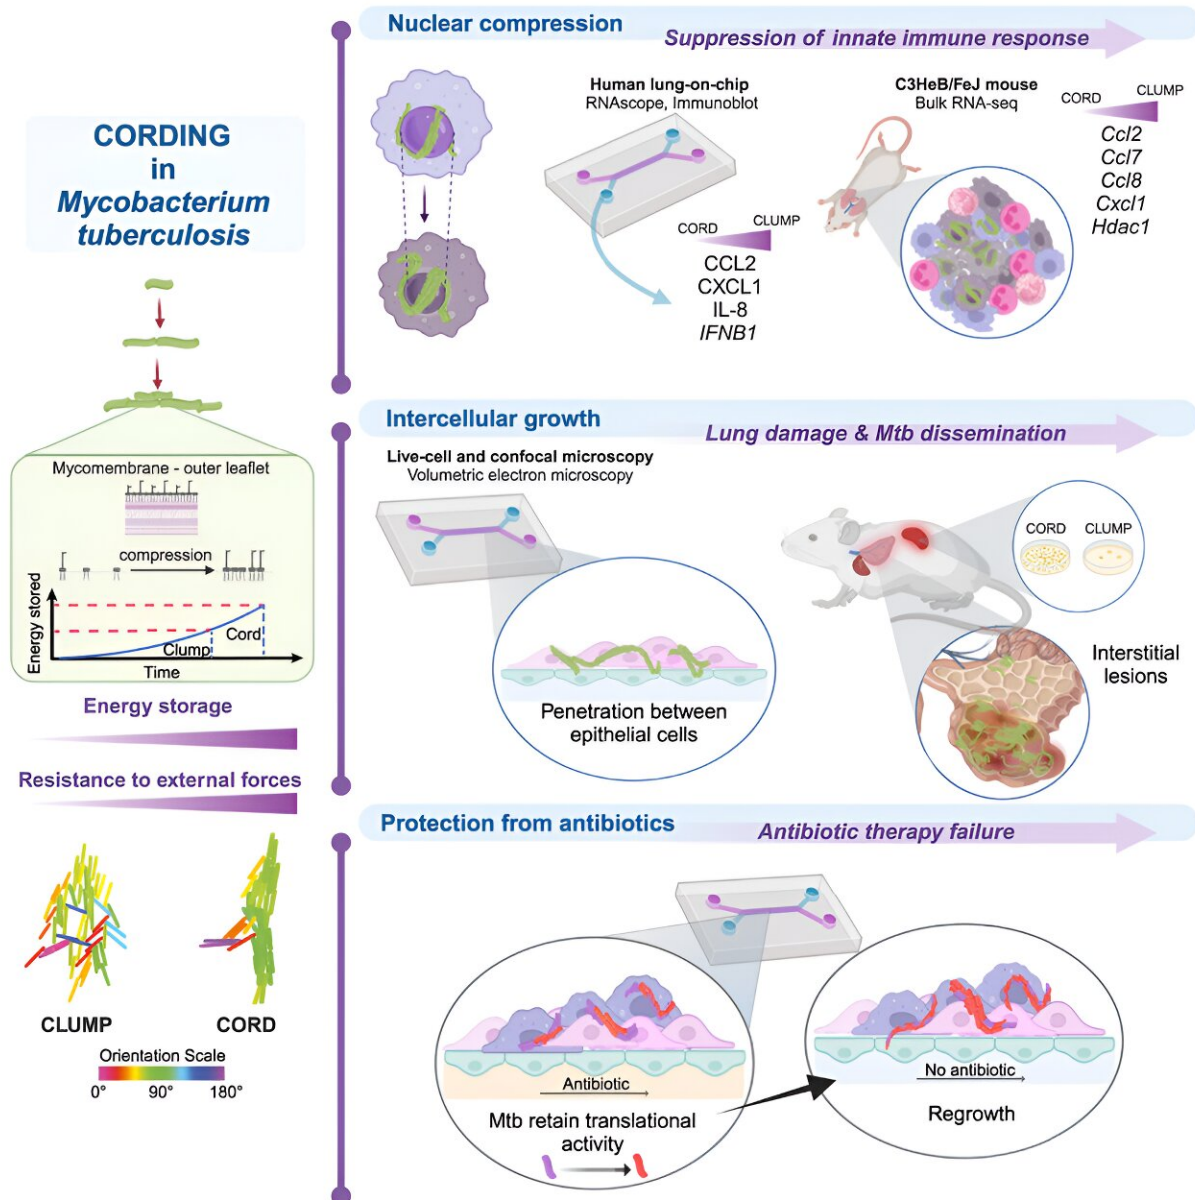 CORDING
in
Mycobacterium
tuberculosis
Mycomembrane - outer leaflet
compression
Energy stored
Clump
Cord
Time
Energy storage
Resistance to external forces
CLUMP
CORD
Orientation Scale
0°
90°
180°
Nuclear compression
Suppression of innate immune response
Human lung-on-chip
RNAscope, Immunoblot
CORD
CLUMP
CCL2
CXCL1
IL-8
IFNB1
C3HeB/FeJ mouse
Bulk RNA-seq
CORD
CLUMP
Ccl2
Ccl7
Ccl8
Cxcl1
Hdac1
Intercellular growth
Lung damage & Mtb dissemination
Live-cell and confocal microscopy
Volumetric electron microscopy
Penetration between
epithelial cells
CORD
CLUMP
Interstitial
lesions
Protection from antibiotics
Antibiotic therapy failure
Antibiotic
Mtb retain translational
activity
No antibiotic
Regrowth